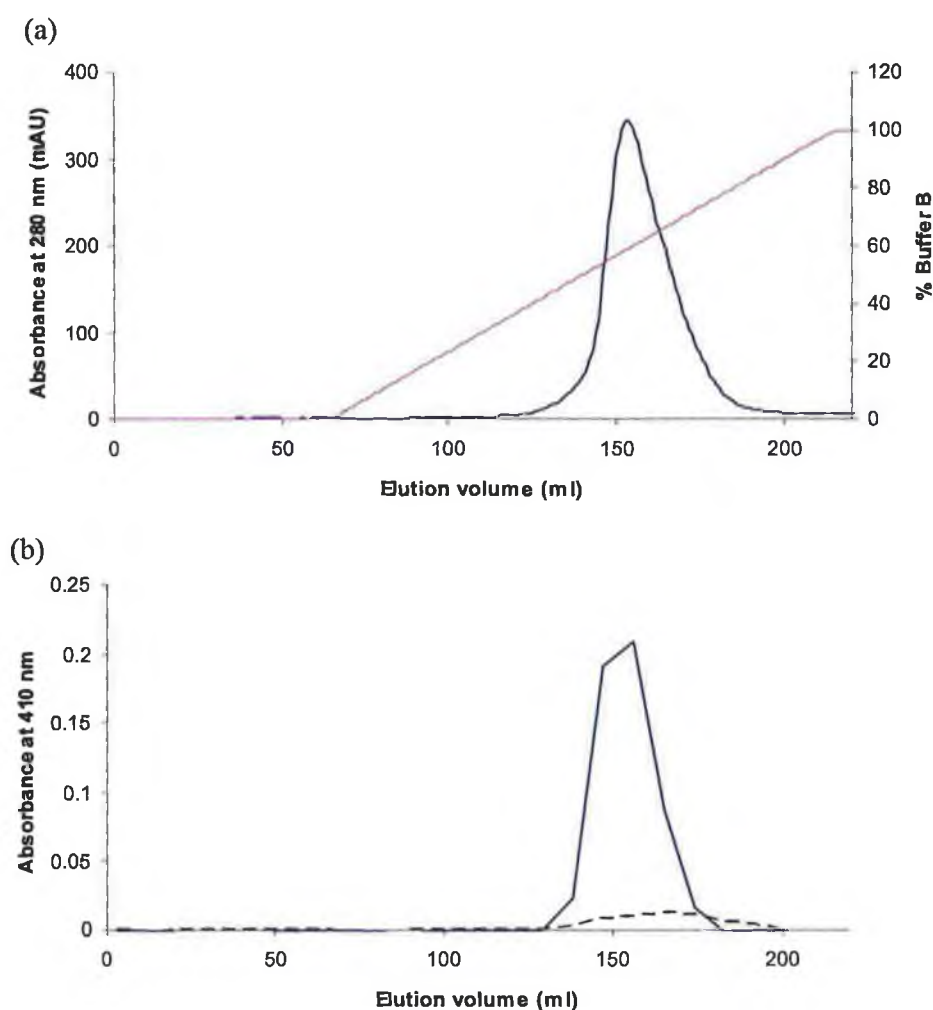 (a)
400
300
200
100
0
Absorbance at 280 nm (mAU)
120
100
80
60
40
20
0
% Buffer B
0 50 100 150 200
Elution volume (ml)
(b)
0.25
0.2
0.15
0.1
0.05
0
Absorbance at 410 nm
0 50 100 150 200
Elution volume (ml)